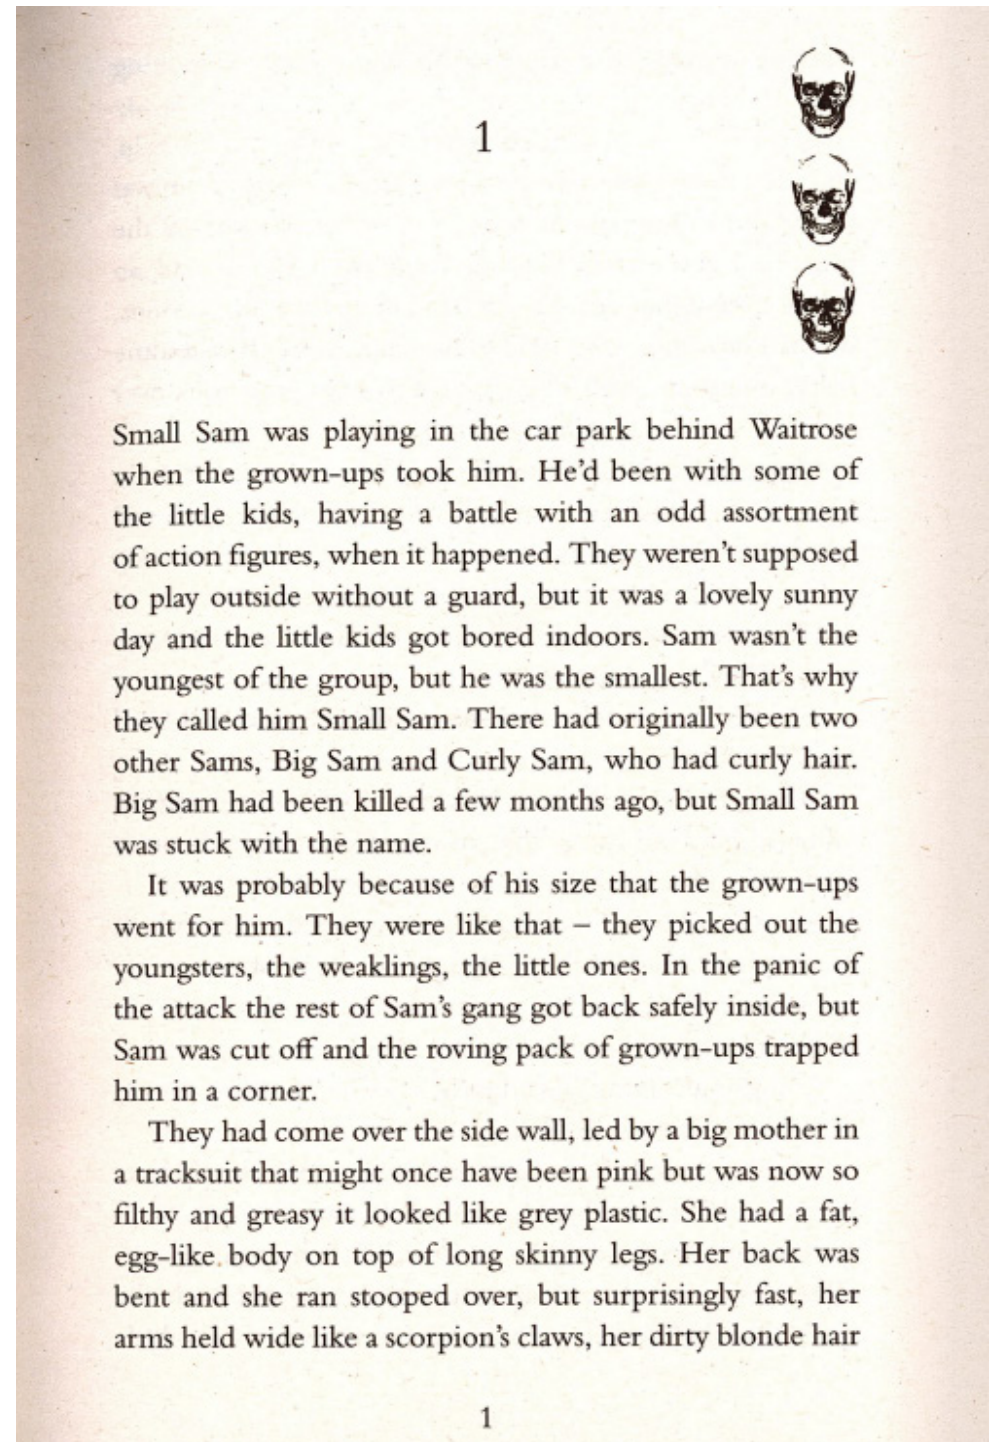 1
Small Sam was playing in the car park behind Waitrose
when the grown-ups took him. He'd been with some of
the little kids, having a battle with an odd assortment
of action figures, when it happened. They weren't supposed
to play outside without a guard, but it was a lovely sunny
day and the little kids got bored indoors. Sam wasn't the
youngest of the group, but he was the smallest. That's why
they called him Small Sam. There had originally been two
other Sams, Big Sam and Curly Sam, who had curly hair.
Big Sam had been killed a few months ago, but Small Sam
was stuck with the name.
It was probably because of his size that the grown-ups
went for him. They were like that – they picked out the
youngsters, the weaklings, the little ones. In the panic of
the attack the rest of Sam's gang got back safely inside, but
Sam was cut off and the roving pack of grown-ups trapped
him in a corner.
They had come over the side wall, led by a big mother in
a tracksuit that might once have been pink but was now so
filthy and greasy it looked like grey plastic. She had a fat,
egg-like body on top of long skinny legs. Her back was
bent and she ran stooped over, but surprisingly fast, her
arms held wide like a scorpion's claws, her dirty blonde hair
1